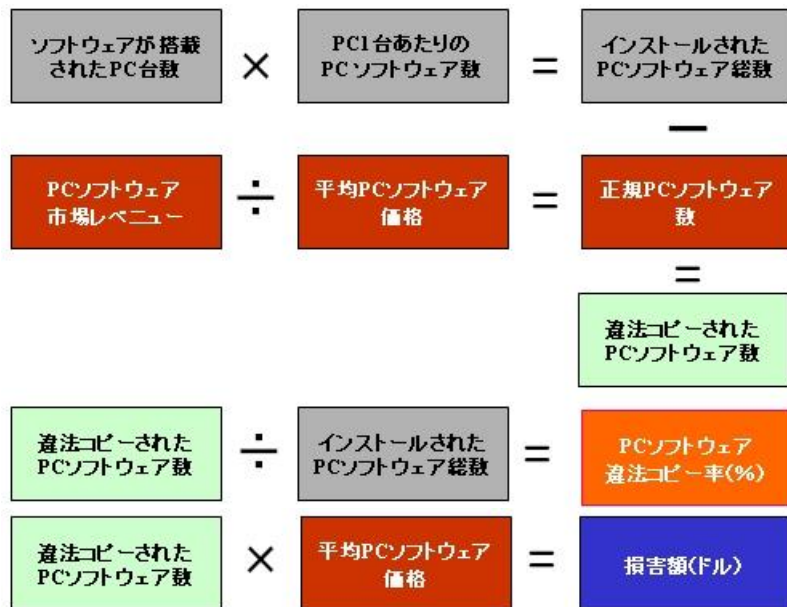 ソフトウェアが搭載
されたPC台数
×
PC1台あたりの
PCソフトウェア数
=
インストールされた
PCソフトウェア総数
－
PCソフトウェア
市場レベニュー
÷
平均PCソフトウェア
価格
=
正規PCソフトウェア
数
=
違法コピーされた
PCソフトウェア数
違法コピーされた
PCソフトウェア数
÷
インストールされた
PCソフトウェア総数
=
PCソフトウェア
違法コピー率(%)
違法コピーされた
PCソフトウェア数
×
平均PCソフトウェア
価格
=
損害額(ドル)